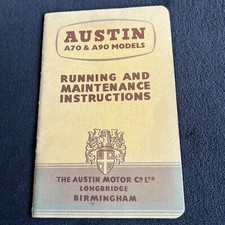 AUSTIN
A70 & A90 MODELS
RUNNING AND
MAINTENANCE
INSTRUCTIONS
THE AUSTIN MOTOR CO LTD
LONGBRIDGE
BIRMINGHAM